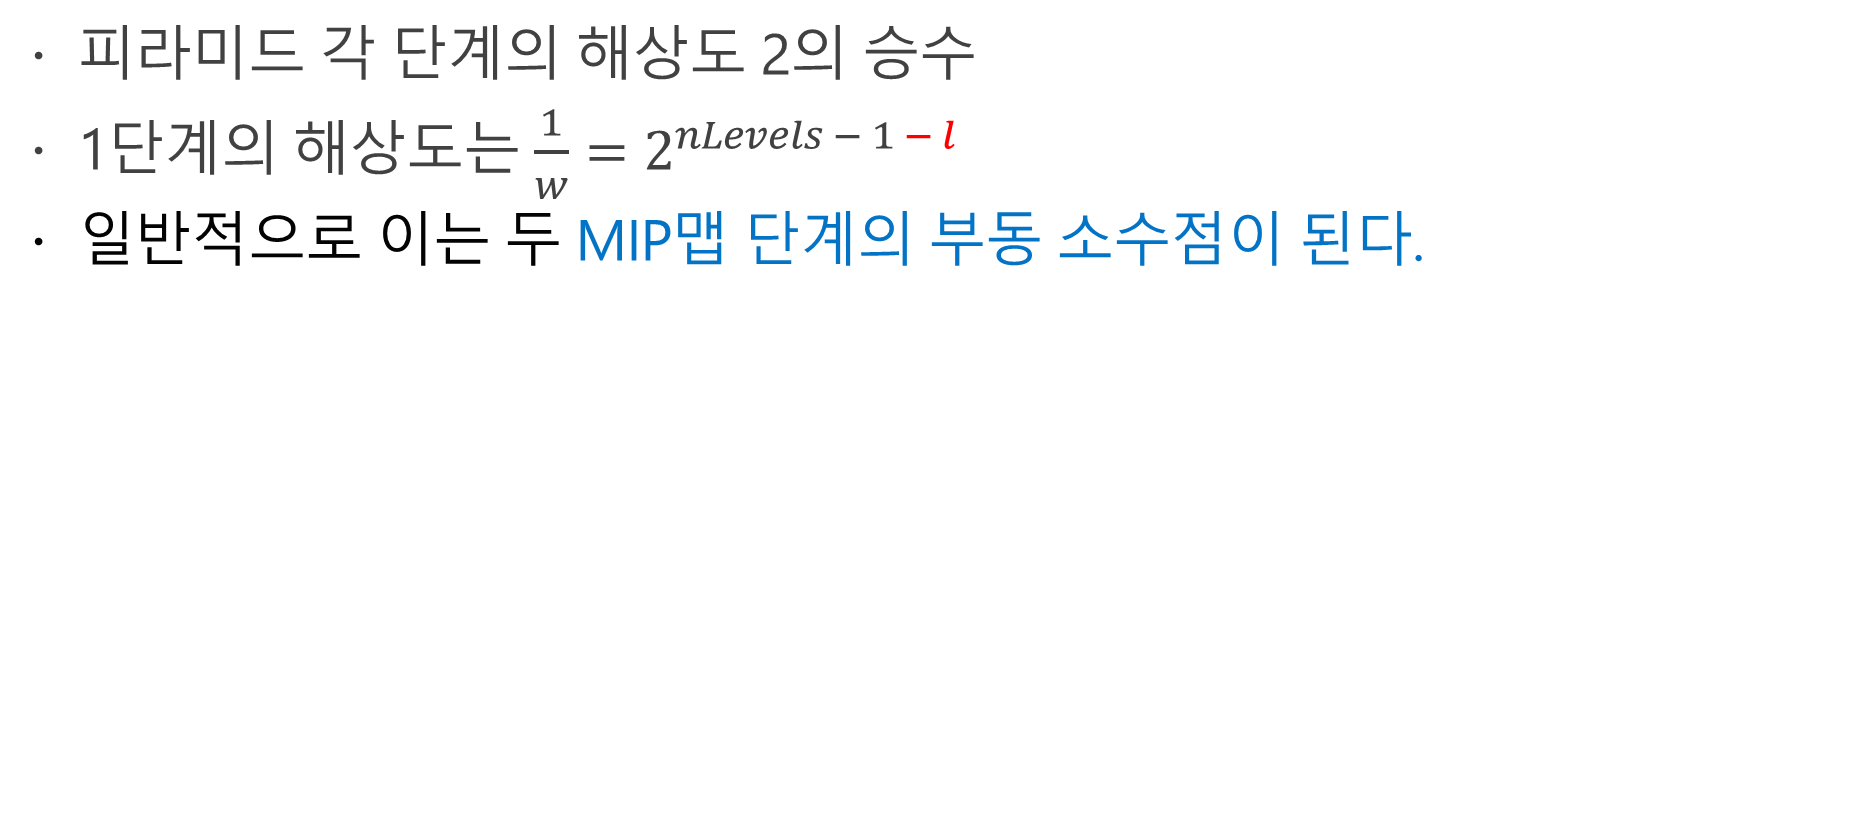 · 피라미드 각 단계의 해상도 2의 승수
· 1단계의 해상도는 $\frac{1}{w} = 2^{nLevels - 1 - l}$
· 일반적으로 이는 두 MIP맵 단계의 부동 소수점이 된다.